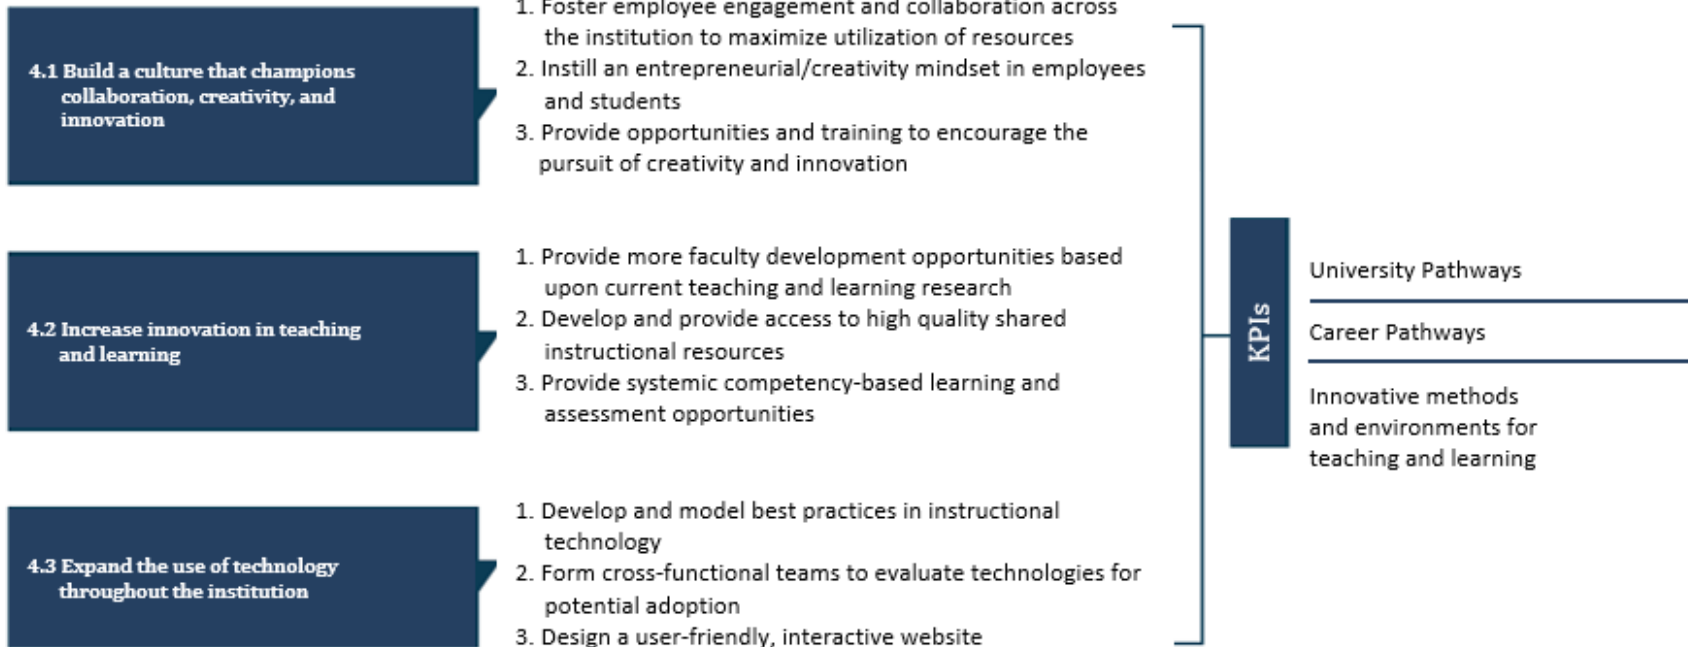 4.1 Build a culture that champions
collaboration, creativity, and
innovation
1. Foster employee engagement and collaboration across
the institution to maximize utilization of resources
2. Instill an entrepreneurial/creativity mindset in employees
and students
3. Provide opportunities and training to encourage the
pursuit of creativity and innovation
4.2 Increase innovation in teaching
and learning
1. Provide more faculty development opportunities based
upon current teaching and learning research
2. Develop and provide access to high quality shared
instructional resources
3. Provide systemic competency-based learning and
assessment opportunities
4.3 Expand the use of technology
throughout the institution
1. Develop and model best practices in instructional
technology
2. Form cross-functional teams to evaluate technologies for
potential adoption
3. Design a user-friendly, interactive website
KPIs
University Pathways
Career Pathways
Innovative methods
and environments for
teaching and learning